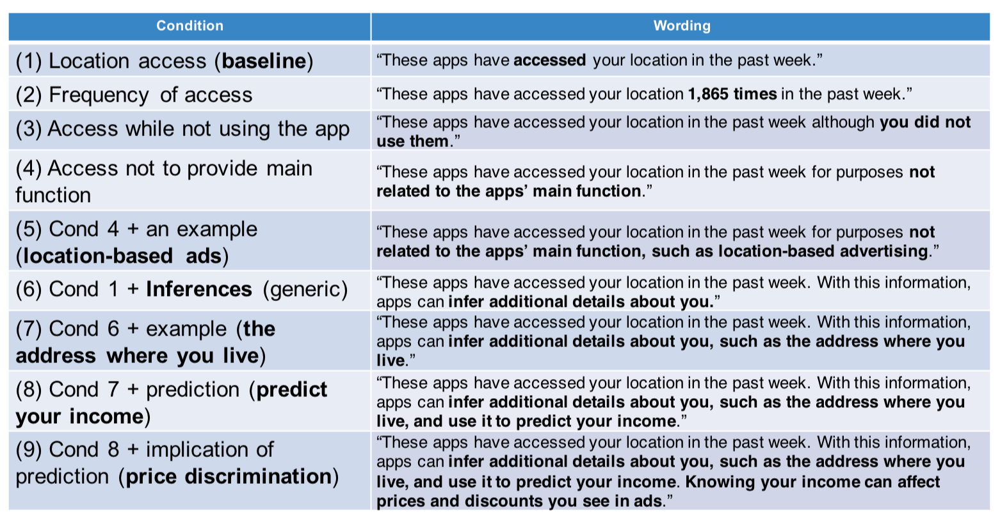 Condition
Wording
(1) Location access (baseline)
“These apps have accessed your location in the past week.”
(2) Frequency of access
“These apps have accessed your location 1,865 times in the past week.”
(3) Access while not using the app
“These apps have accessed your location in the past week although you did not
use them.”
(4) Access not to provide main
function
“These apps have accessed your location in the past week for purposes not
related to the apps’ main function.”
(5) Cond 4 + an example
(location-based ads)
“These apps have accessed your location in the past week for purposes not
related to the apps’ main function, such as location-based advertising.”
(6) Cond 1 + Inferences (generic)
“These apps have accessed your location in the past week. With this information,
apps can infer additional details about you.”
(7) Cond 6 + example (the
address where you live)
“These apps have accessed your location in the past week. With this information,
apps can infer additional details about you, such as the address where you
live.”
(8) Cond 7 + prediction (predict
your income)
“These apps have accessed your location in the past week. With this information,
apps can infer additional details about you, such as the address where you
live, and use it to predict your income.”
(9) Cond 8 + implication of
prediction (price discrimination)
“These apps have accessed your location in the past week. With this information,
apps can infer additional details about you, such as the address where you
live, and use it to predict your income. Knowing your income can affect
prices and discounts you see in ads.”